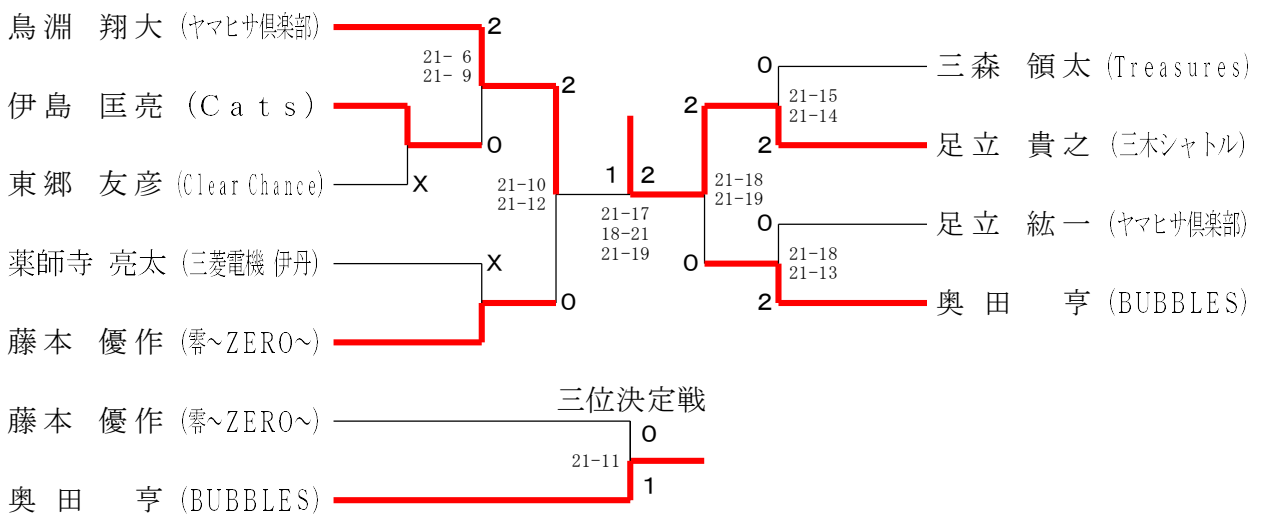 鳥淵 翔大 (ヤマヒサ倶楽部)
2
21- 6
21- 9
2
伊島 匡亮 (Cats)
0
東郷 友彦 (Clear Chance)
X
21-10
21-12
薬師寺 亮太 (三菱電機 伊丹)
X
0
藤本 優作 (零~ZERO~)
1 2
21-17
18-21
21-19
0 三森 領太 (Treasures)
2
21-15
21-14
2 足立 貴之 (三木シャトル)
21-18
21-19
0 足立 紘一 (ヤマヒサ倶楽部)
0
21-18
21-13
2 奥田 亨 (BUBBLES)
三位決定戦
藤本 優作 (零~ZERO~)
0
21-11
1
奥田 亨 (BUBBLES)